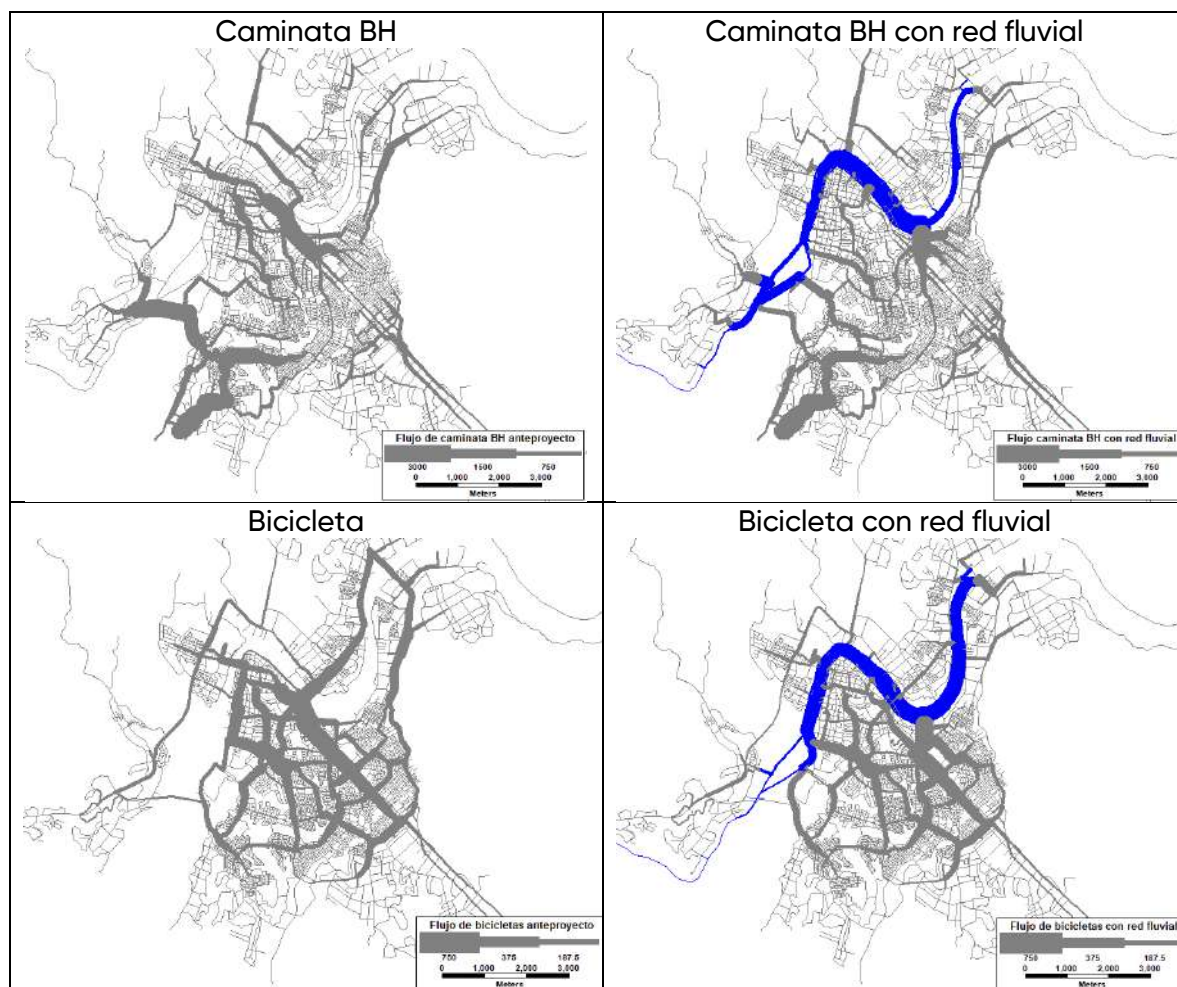 Caminata BH
Caminata BH con red fluvial
Flujo de caminata BH anteproyecto
3000 1500 750
0 1,000 2,000 3,000
Meters
Flujo caminata BH con red fluvial
3000 1500 750
0 1,000 2,000 3,000
Meters
Bicicleta
Bicicleta con red fluvial
Flujo de bicicletas anteproyecto
750 375 187.5
0 1,000 2,000 3,000
Meters
Flujo de bicicletas con red fluvial
750 375 187.5
0 1,000 2,000 3,000
Meters